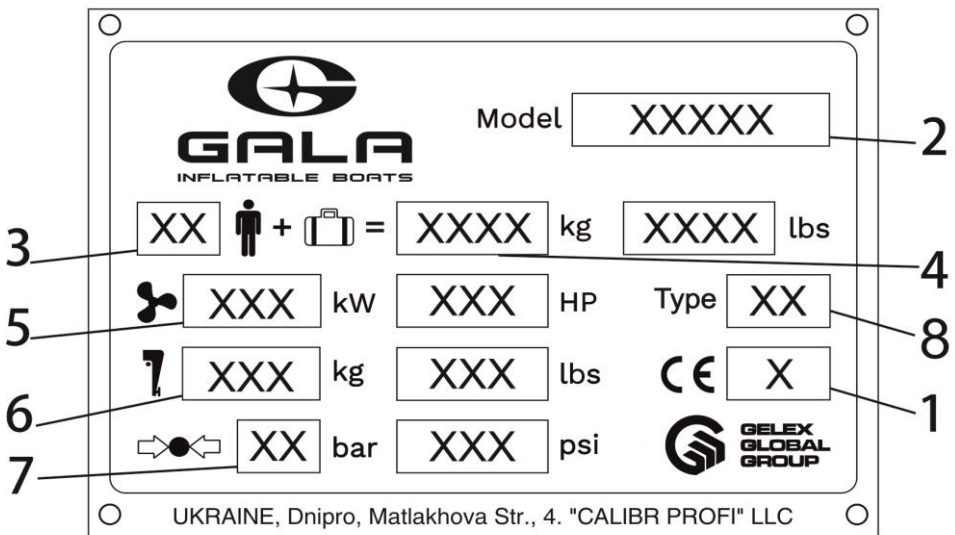 GALA
INFLATABLE BOATS
Model XXXXX 2
3 XX + = XXXX kg XXXX lbs 4
5 XXX kW XXX HP Type XX 8
6 XXX kg XXX lbs CE X 1
7 XX bar XXX psi
GELEX
GLOBAL
GROUP
UKRAINE, Dnipro, Matlakhova Str., 4. "CALIBR PROFI" LLC